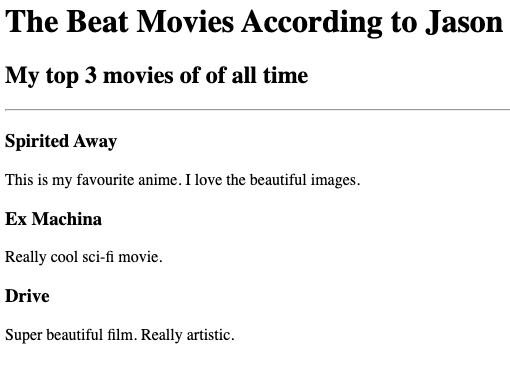 The Beat Movies According to Jason
My top 3 movies of of all time
Spirited Away
This is my favourite anime. I love the beautiful images.
Ex Machina
Really cool sci-fi movie.
Drive
Super beautiful film. Really artistic.